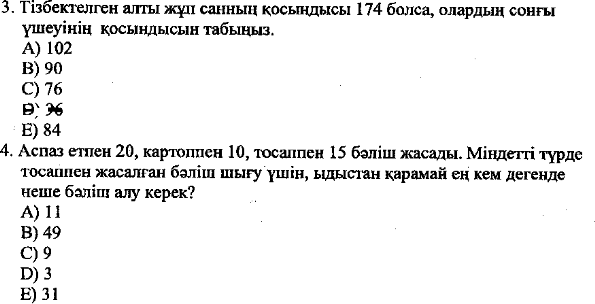 3. Тізбектелген алты жұп санның қосындысы 174 болса, олардың соңғы
үшеуінің қосындысын табыңыз.
A) 102
B) 90
C) 76
D) 96
E) 84
4. Аспаз етпен 20, картоппен 10, тосаппен 15 бәліш жасады. Міндетті түрде
тосаппен жасалған бәліш шығу үшін, ыдыстан қарамай ең кем дегенде
неше бәліш алу керек?
A) 11
B) 49
C) 9
D) 3
E) 31